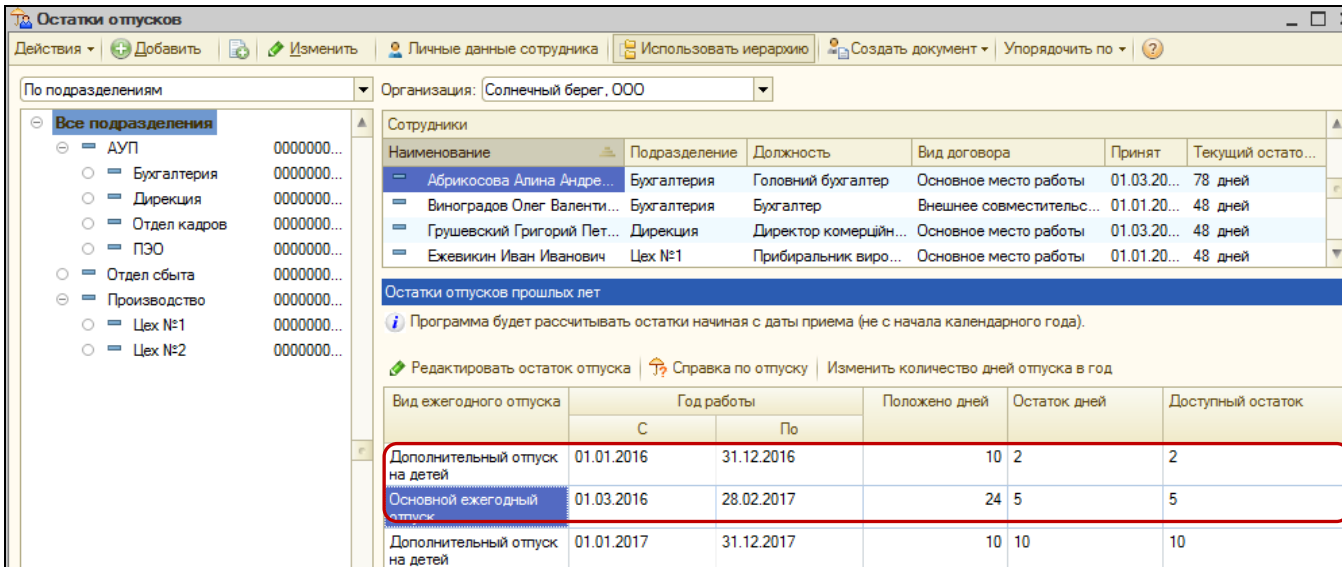 Остатки отпусков
Действия Добавить Изменить Личные данные сотрудника Использовать иерархию Создать документ Упорядочить по ?
По подразделениям Организация: Солнечный берег, ООО
Все подразделения
АУП 0000000...
Бухгалтерия 0000000...
Дирекция 0000000...
Отдел кадров 0000000...
ПЭО 0000000...
Отдел сбыта 0000000...
Производство 0000000...
Цех №1 0000000...
Цех №2 0000000...
Сотрудники
Наименование Подразделение Должность Вид договора Принят Текущий остато...
Абрикосова Алина Андре... Бухгалтерия Головний бухгалтер Основное место работы 01.03.20... 78 дней
Виноградов Олег Валенти... Бухгалтерия Бухгалтер Внешнее совместительс... 01.01.20... 48 дней
Грушевский Григорий Пет... Дирекция Директор комерційн... Основное место работы 01.03.20... 48 дней
Ежевикин Иван Иванович Цех №1 Прибиральник виро... Основное место работы 01.01.20... 48 дней
Остатки отпусков прошлых лет
Программа будет рассчитывать остатки начиная с даты приема (не с начала календарного года).
Редактировать остаток отпуска Справка по отпуску Изменить количество дней отпуска в год
Вид ежегодного отпуска Год работы Положено дней Остаток дней Доступный остаток
С По
Дополнительный отпуск 01.01.2016 31.12.2016 10 2 2
на детей
Основной ежегодный 01.03.2016 28.02.2017 24 5 5
отпуск
Дополнительный отпуск 01.01.2017 31.12.2017 10 10 10
на детей